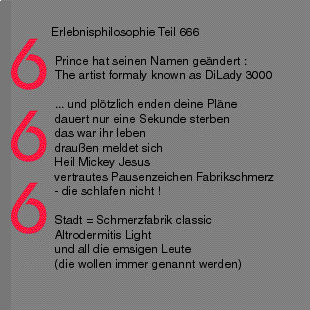 Erlebnisphilosophie Teil 666
6
Prince hat seinen Namen geändert :
The artist formaly known as DiLady 3000
... und plötzlich enden deine Pläne
6
dauert nur eine Sekunde sterben
das war ihr leben
draußen meldet sich
Heil Mickey Jesus
vertrautes Pausenzeichen Fabrikschmerz
6
- die schlafen nicht !
Stadt = Schmerzfabrik classic
Altrodermitis Light
und all die emsigen Leute
(die wollen immer genannt werden)